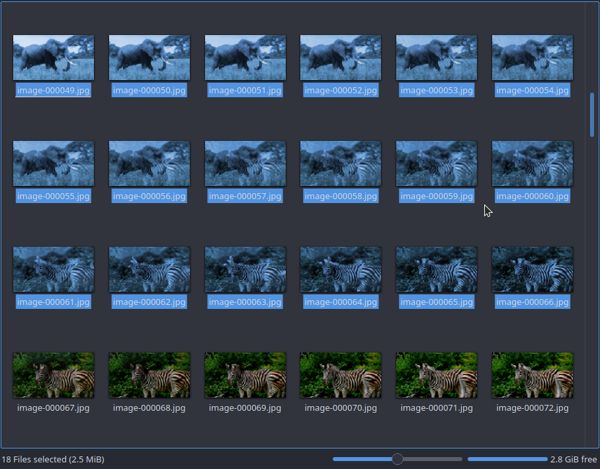 image-000049.jpg image-000050.jpg image-000051.jpg image-000052.jpg image-000053.jpg image-000054.jpg
image-000055.jpg image-000056.jpg image-000057.jpg image-000058.jpg image-000059.jpg image-000060.jpg
image-000061.jpg image-000062.jpg image-000063.jpg image-000064.jpg image-000065.jpg image-000066.jpg
image-000067.jpg image-000068.jpg image-000069.jpg image-000070.jpg image-000071.jpg image-000072.jpg
18 Files selected (2.5 MiB) 2.8 GiB free